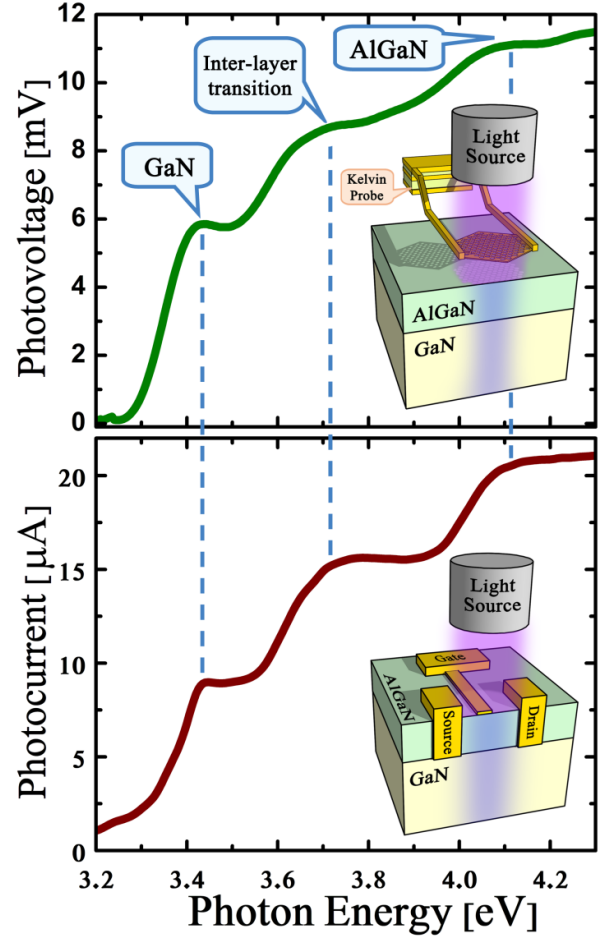 12
10
8
6
4
2
0
Photovoltage [mV]
GaN
Inter-layer
transition
AlGaN
Light
Source
Kelvin
Probe
AlGaN
GaN
20
15
10
5
0
Photocurrent [µA]
Light
Source
Gate
AlGaN
Source
Drain
GaN
3.2 3.4 3.6 3.8 4.0 4.2
Photon Energy [eV]